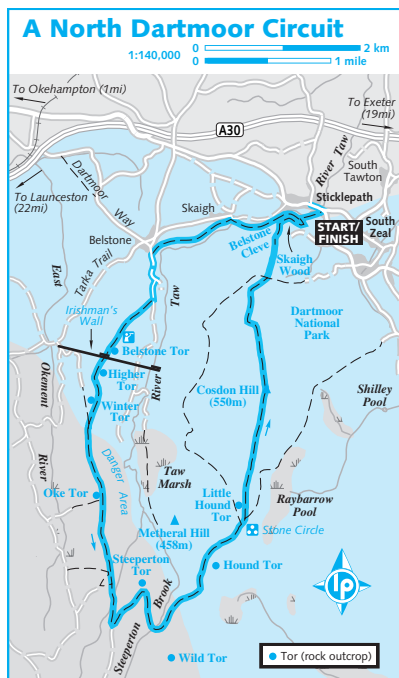 A North Dartmoor Circuit
1:140,000
0 2 km
0 1 mile
To Okehampton (1mi)
To Exeter
(19mi)
A30
River Taw
South
Tawton
Sticklepath
To Launceston
(22mi)
Dartmoor Way
Skaigh
START/
FINISH
South
Zeal
Belstone
Belstone
Cleve
Skaigh
Wood
Tarka Trail
East
Okement
River
Irishman's
Wall
Taw
River
Dartmoor
National
Park
Belstone Tor
Higher
Tor
Winter
Tor
Cosdon Hill
(550m)
Shilley
Pool
Danger Area
Taw
Marsh
Oke Tor
Little
Hound
Tor
Raybarrow
Pool
Metheral Hill
(458m)
Stone Circle
Steeperton
Tor
Hound Tor
Steeperton
Brook
Wild Tor
lp
Tor (rock outcrop)